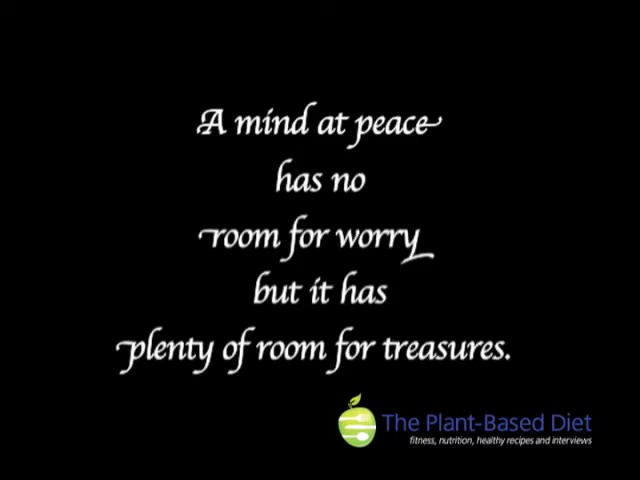 A mind at peace
has no
room for worry
but it has
plenty of room for treasures.
The Plant-Based Diet
fitness, nutrition, healthy recipes and interviews